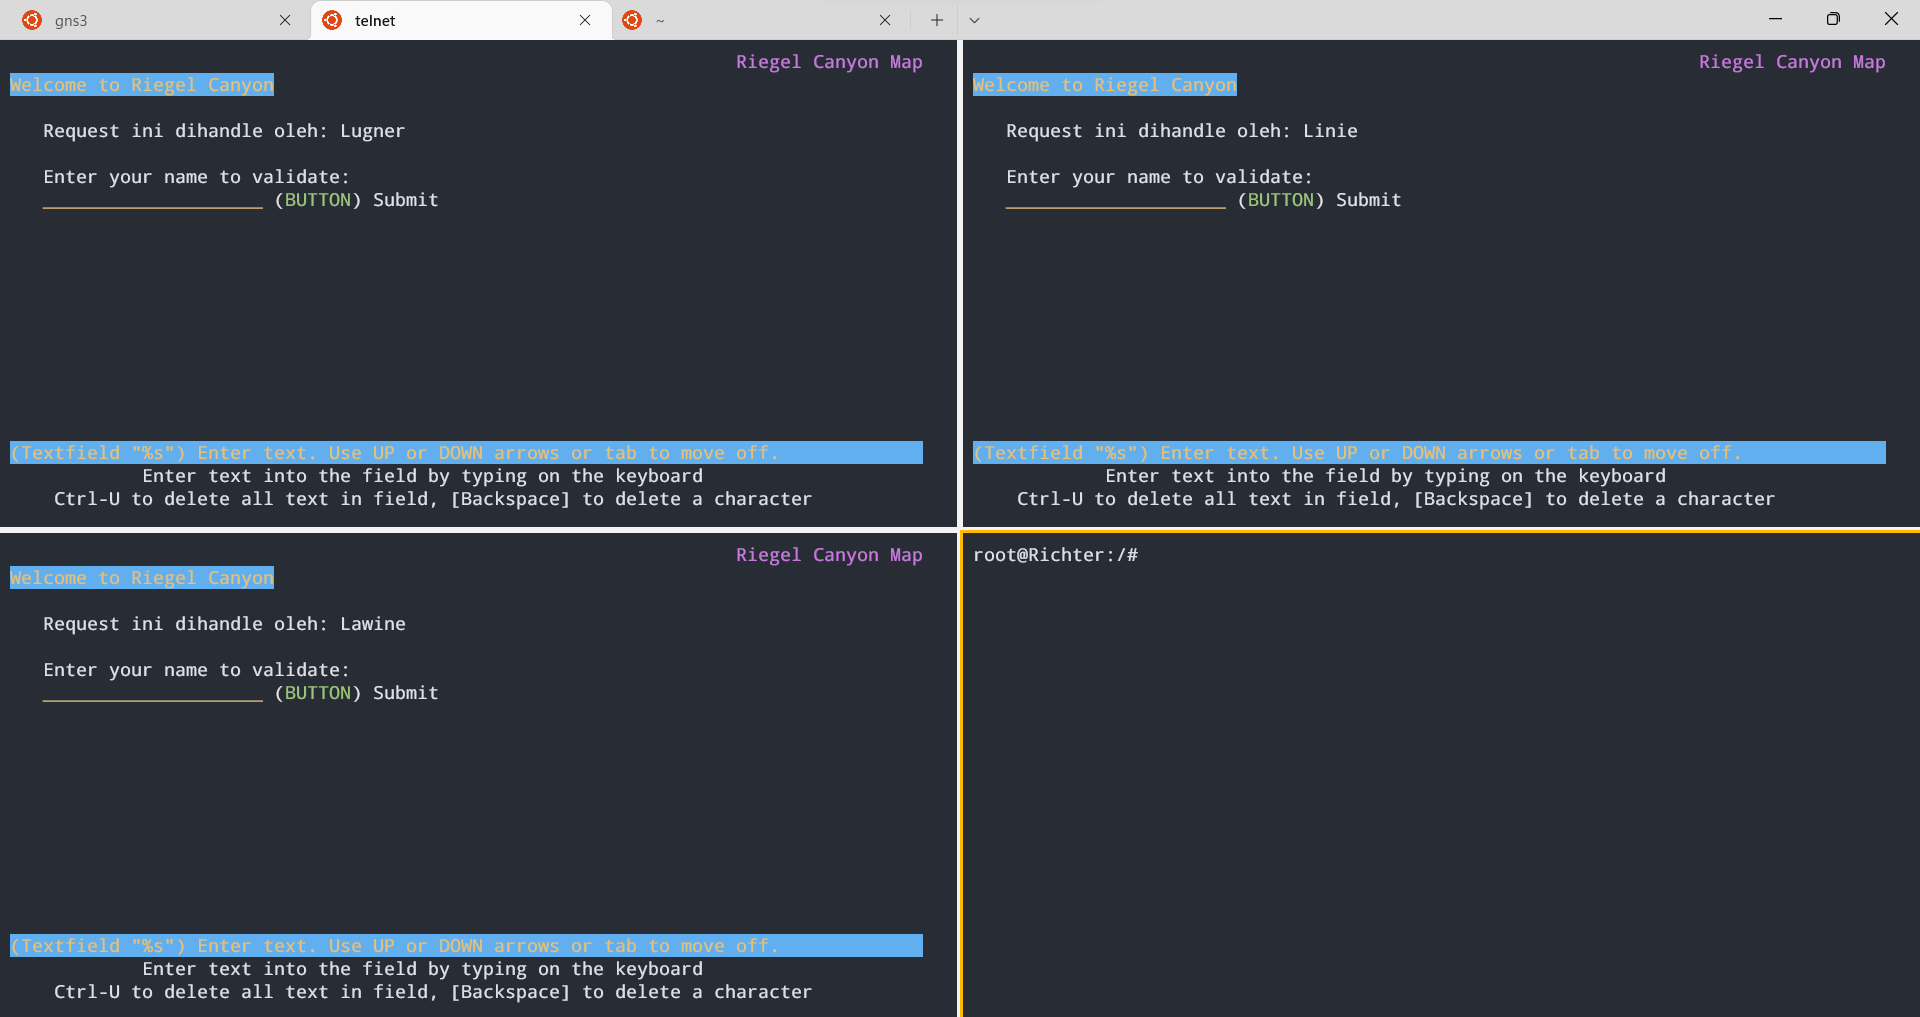 gns3
telnet
~
Riegel Canyon Map
Welcome to Riegel Canyon
Request ini dihandle oleh: Lugner
Enter your name to validate:
____________________ (BUTTON) Submit
(Textfield "%s") Enter text. Use UP or DOWN arrows or tab to move off.
Enter text into the field by typing on the keyboard
Ctrl-U to delete all text in field, [Backspace] to delete a character
Riegel Canyon Map
Welcome to Riegel Canyon
Request ini dihandle oleh: Linie
Enter your name to validate:
____________________ (BUTTON) Submit
(Textfield "%s") Enter text. Use UP or DOWN arrows or tab to move off.
Enter text into the field by typing on the keyboard
Ctrl-U to delete all text in field, [Backspace] to delete a character
Riegel Canyon Map
Welcome to Riegel Canyon
Request ini dihandle oleh: Lawine
Enter your name to validate:
____________________ (BUTTON) Submit
(Textfield "%s") Enter text. Use UP or DOWN arrows or tab to move off.
Enter text into the field by typing on the keyboard
Ctrl-U to delete all text in field, [Backspace] to delete a character
root@Richter:/#